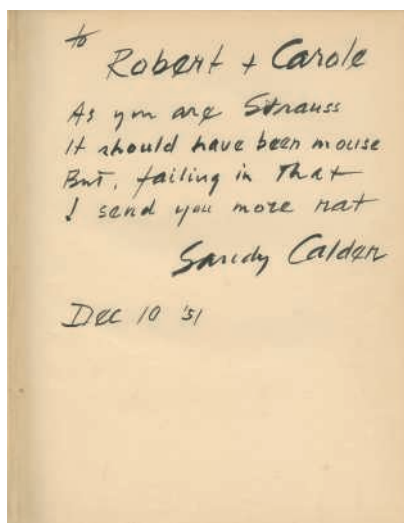 to
Robert + Carole
As you are Strauss
It should have been mouse
But, failing in that
I send you more rat
Sandy Calder
Dec 10 '51